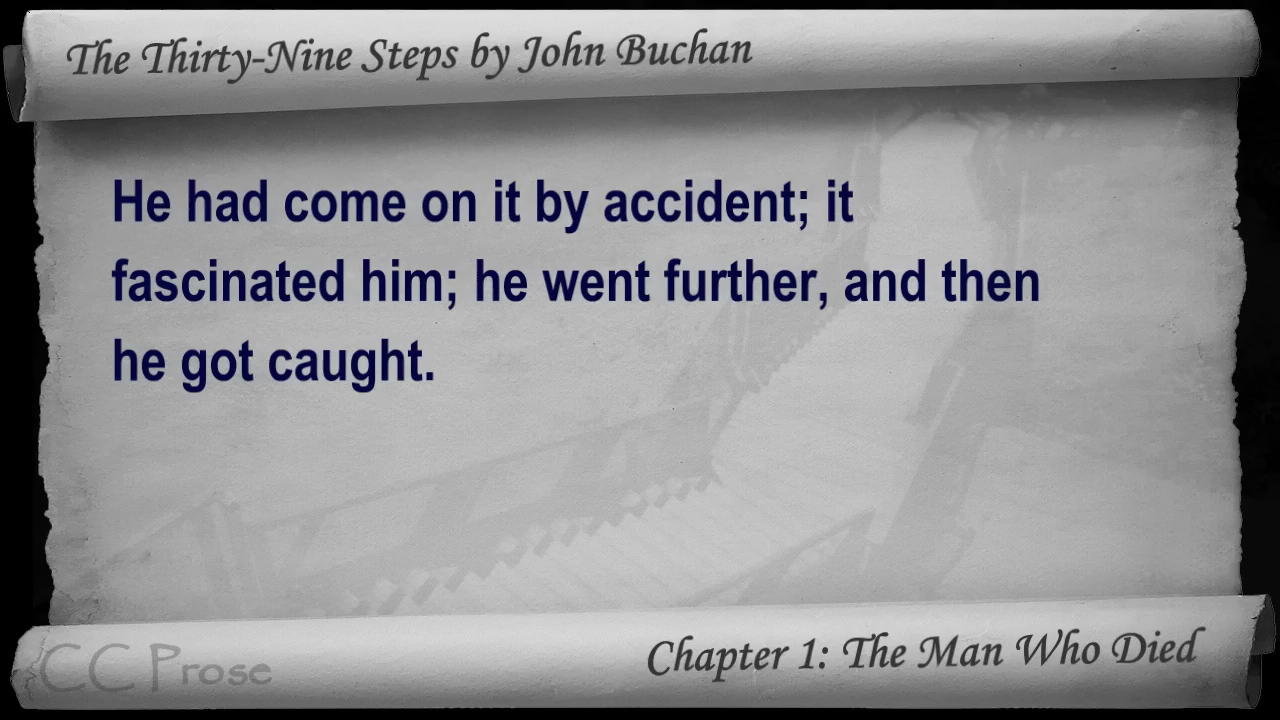 The Thirty-Nine Steps by John Buchan
He had come on it by accident; it
fascinated him; he went further, and then
he got caught.
CC Prose
Chapter 1: The Man Who Died